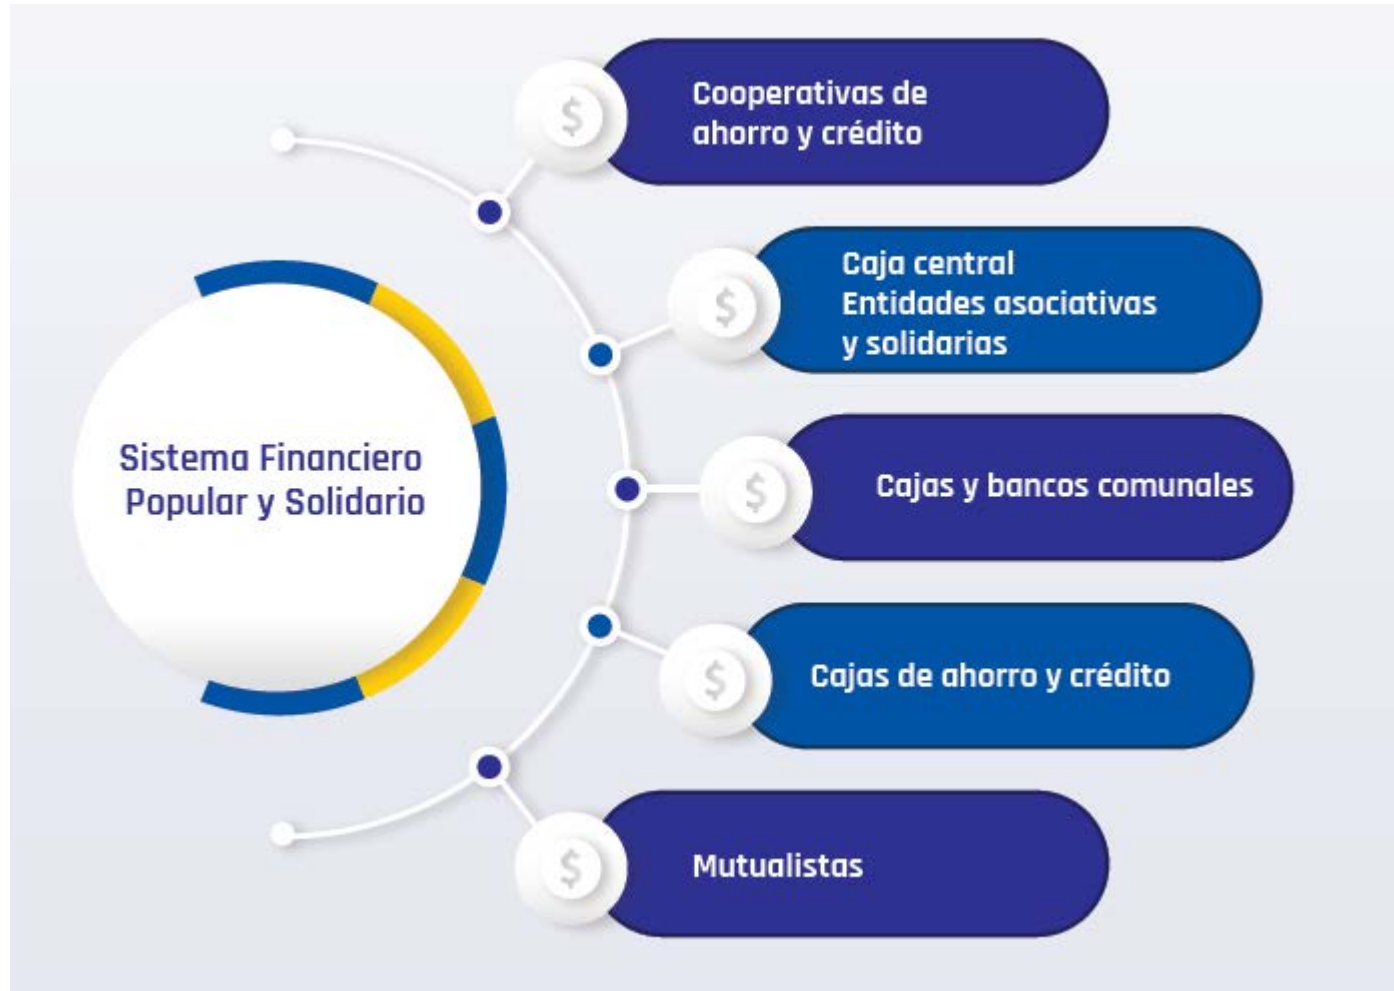 Sistema Financiero
Popular y Solidario
$
Cooperativas de
ahorro y crédito
$
Caja central
Entidades asociativas
y solidarias
$
Cajas y bancos comunales
$
Cajas de ahorro y crédito
$
Mutualistas